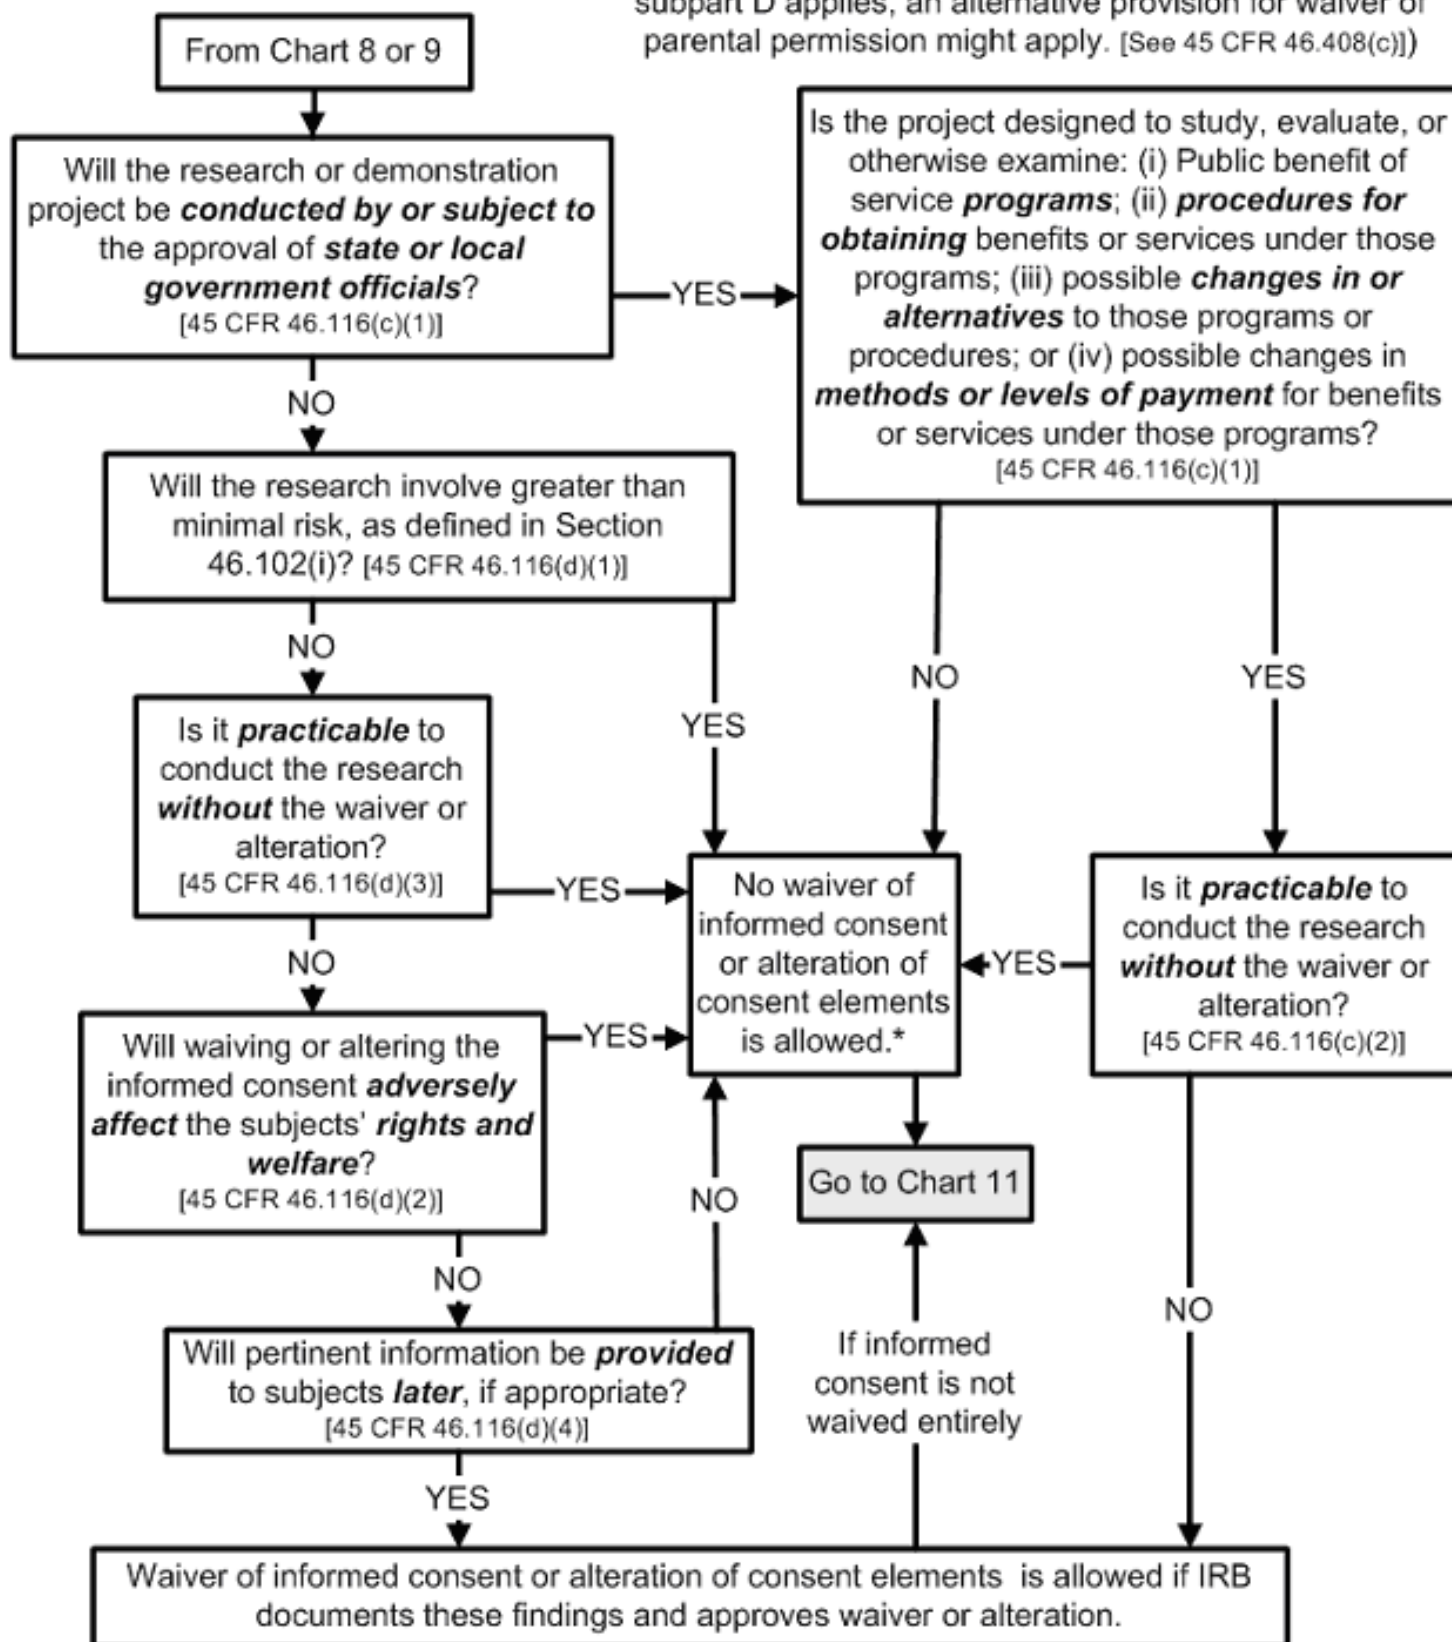 subpart D applies, an alternative provision for waiver of
parental permission might apply. [See 45 CFR 46.408(c)])
From Chart 8 or 9
Will the research or demonstration
project be conducted by or subject to
the approval of state or local
government officials?
[45 CFR 46.116(c)(1)]
YES
Is the project designed to study, evaluate, or
otherwise examine: (i) Public benefit of
service programs; (ii) procedures for
obtaining benefits or services under those
programs; (iii) possible changes in or
alternatives to those programs or
procedures; or (iv) possible changes in
methods or levels of payment for benefits
or services under those programs?
[45 CFR 46.116(c)(1)]
NO
Will the research involve greater than
minimal risk, as defined in Section
46.102(i)? [45 CFR 46.116(d)(1)]
NO
YES
NO
YES
Is it practicable to
conduct the research
without the waiver or
alteration?
[45 CFR 46.116(d)(3)]
YES
No waiver of
informed consent
or alteration of
consent elements
is allowed.*
YES
Is it practicable to
conduct the research
without the waiver or
alteration?
[45 CFR 46.116(c)(2)]
NO
Will waiving or altering the
informed consent adversely
affect the subjects' rights and
welfare?
[45 CFR 46.116(d)(2)]
YES
NO
Go to Chart 11
NO
Will pertinent information be provided
to subjects later, if appropriate?
[45 CFR 46.116(d)(4)]
If informed
consent is not
waived entirely
NO
YES
Waiver of informed consent or alteration of consent elements is allowed if IRB
documents these findings and approves waiver or alteration.